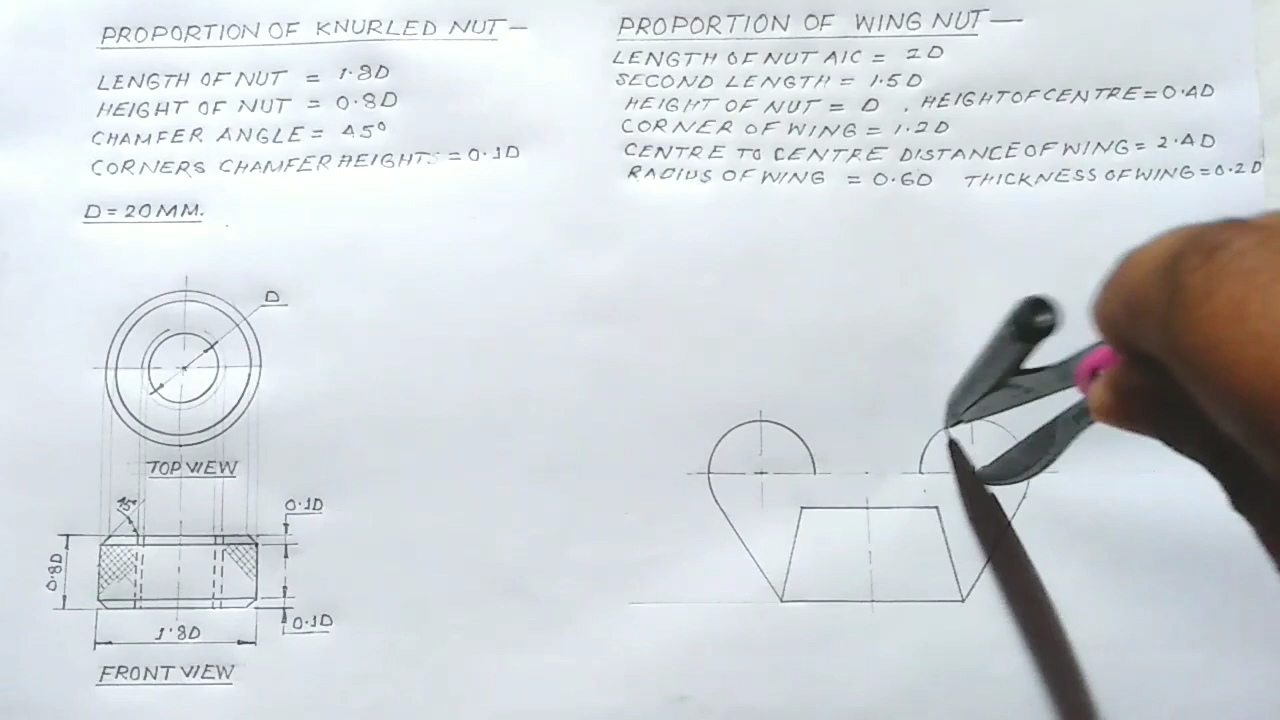 PROPORTION OF KNURLED NUT
LENGTH OF NUT = 1.8D
HEIGHT OF NUT = 0.8D
CHAMFER ANGLE = 45°
CORNERS CHAMFER HEIGHT = 0.1D
D = 20MM.
D
TOP VIEW
45°
0.1D
0.8D
0.1D
1.8D
FRONT VIEW
PROPORTION OF WING NUT
LENGTH OF NUT A/C = 2D
SECOND LENGTH = 1.5D
HEIGHT OF NUT = D , HEIGHT OF CENTRE = 0.4D
CORNER OF WING = 1.2D
CENTRE TO CENTRE DISTANCE OF WING = 2.4D
RADIUS OF WING = 0.6D THICKNESS OF WING = 0.2D